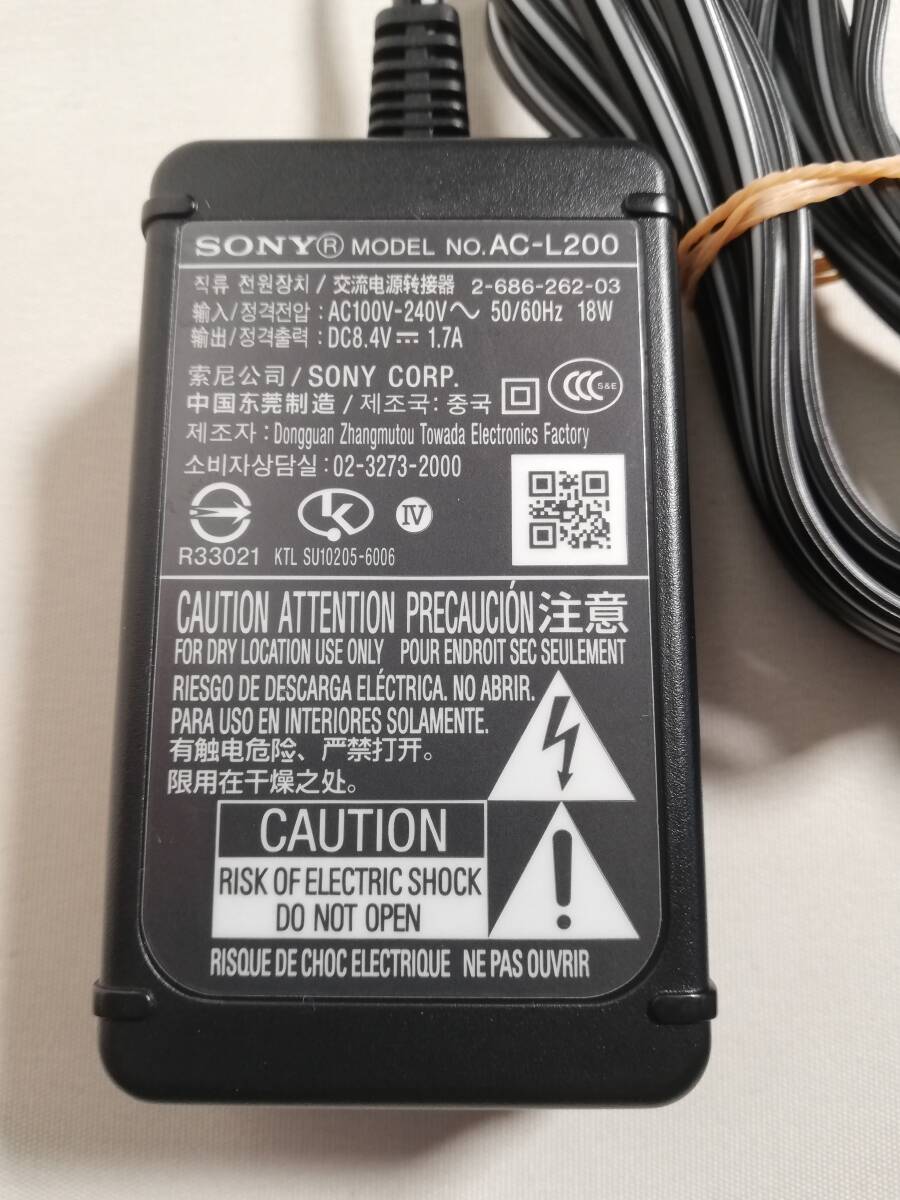 SONY® MODEL NO. AC-L200
직류 전원장치 / 交流电源转接器 2-686-262-03
输入/정격전압 : AC100V-240V～ 50/60Hz 18W
输出/정격출력 : DC8.4V⎓ 1.7A
索尼公司 / SONY CORP.
中国东莞制造 / 제조국: 중국 CCC S&E
제조자 : Dongguan Zhangmutou Towada Electronics Factory
소비자상담실 : 02-3273-2000
K IV
R33021 KTL SU10205-6006
CAUTION ATTENTION PRECAUCIÓN 注意
FOR DRY LOCATION USE ONLY POUR ENDROIT SEC SEULEMENT
RIESGO DE DESCARGA ELÉCTRICA. NO ABRIR.
PARA USO EN INTERIORES SOLAMENTE.
有触电危险、严禁打开。
限用在干燥之处。
CAUTION
RISK OF ELECTRIC SHOCK
DO NOT OPEN
RISQUE DE CHOC ELECTRIQUE NE PAS OUVRIR